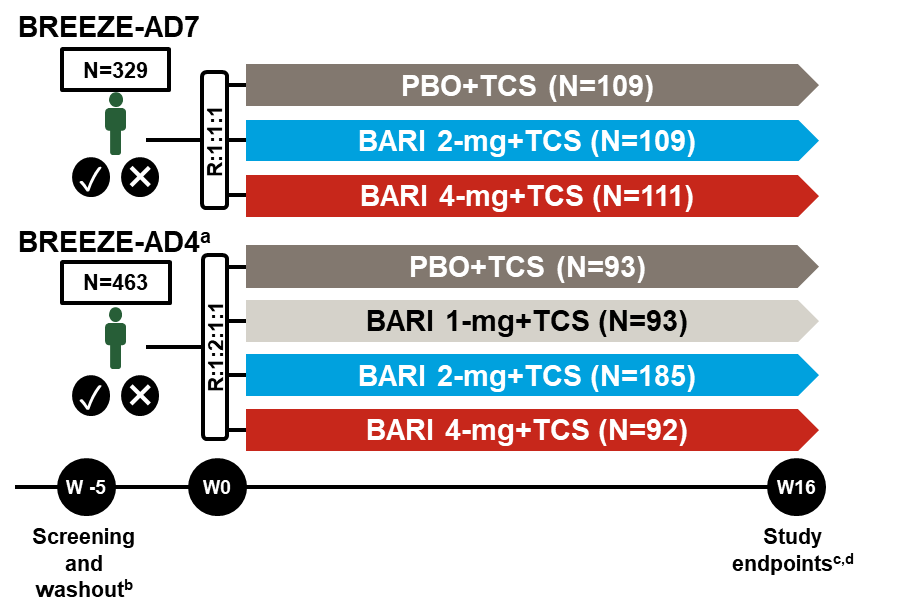 BREEZE-AD7
N=329
R:1:1:1
PBO+TCS (N=109)
BARI 2-mg+TCS (N=109)
BARI 4-mg+TCS (N=111)
BREEZE-AD4ᵃ
N=463
R:1:2:1:1
PBO+TCS (N=93)
BARI 1-mg+TCS (N=93)
BARI 2-mg+TCS (N=185)
BARI 4-mg+TCS (N=92)
W -5
W0
W16
Screening
and
washoutᵇ
Study
endpointsᶜ,ᵈ